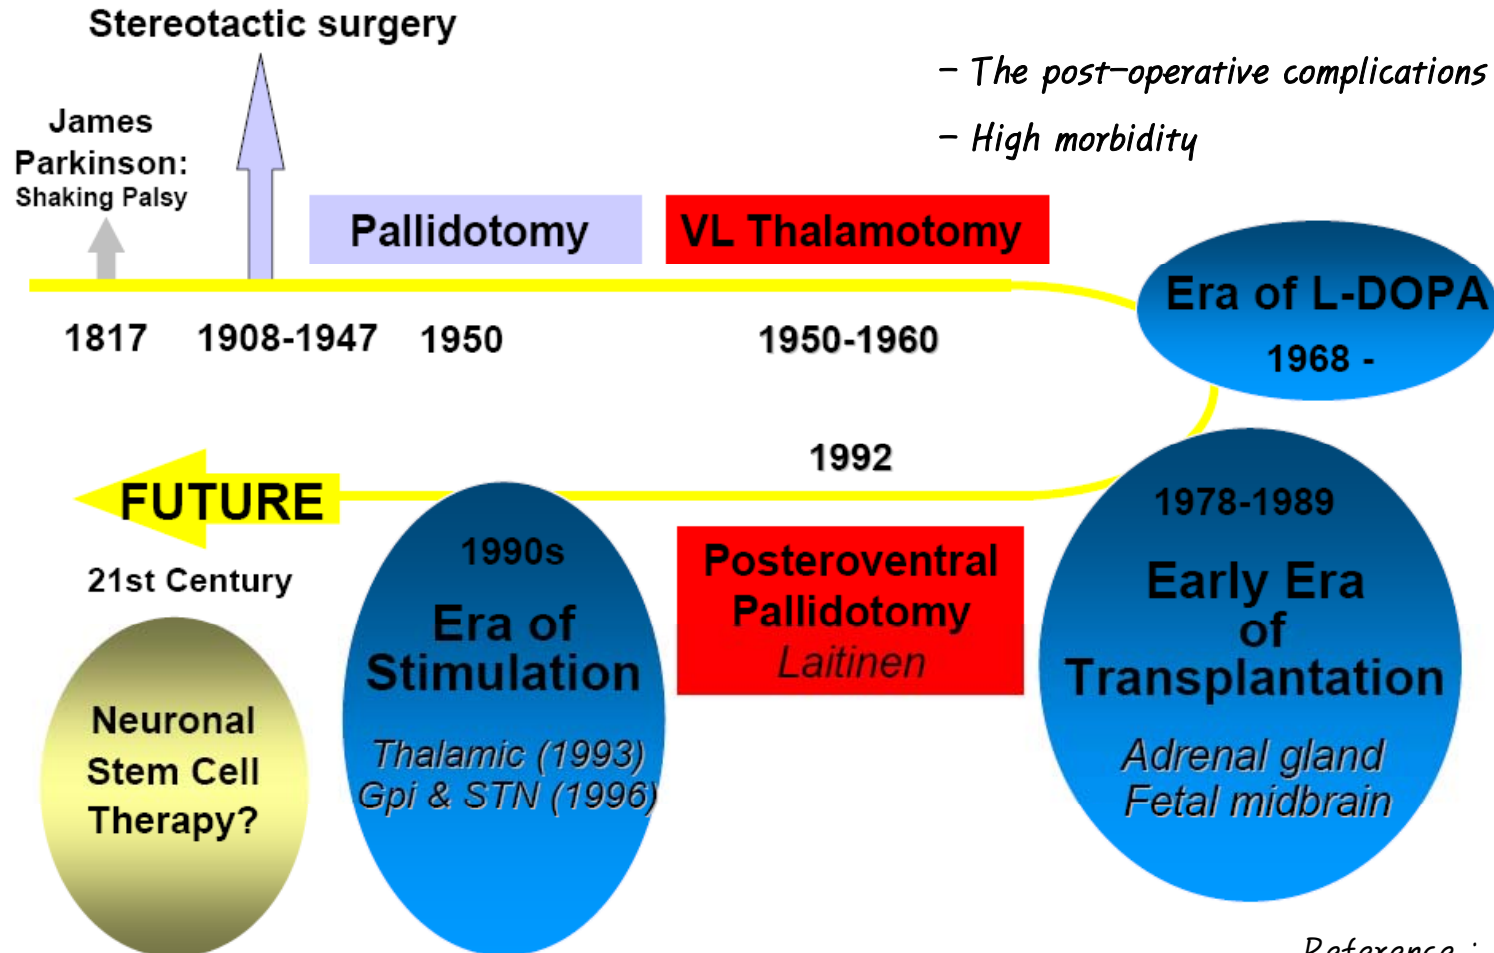 Stereotactic surgery
- The post-operative complications
- High morbidity
James
Parkinson:
Shaking Palsy
Pallidotomy
VL Thalamotomy
Era of L-DOPA
1968 -
1817
1908-1947
1950
1950-1960
1992
FUTURE
21st Century
1978-1989
Early Era
of
Transplantation
Adrenal gland
Fetal midbrain
Posteroventral
Pallidotomy
Laitinen
1990s
Era of
Stimulation
Thalamic (1993)
Gpi & STN (1996)
Neuronal
Stem Cell
Therapy?
Reference :